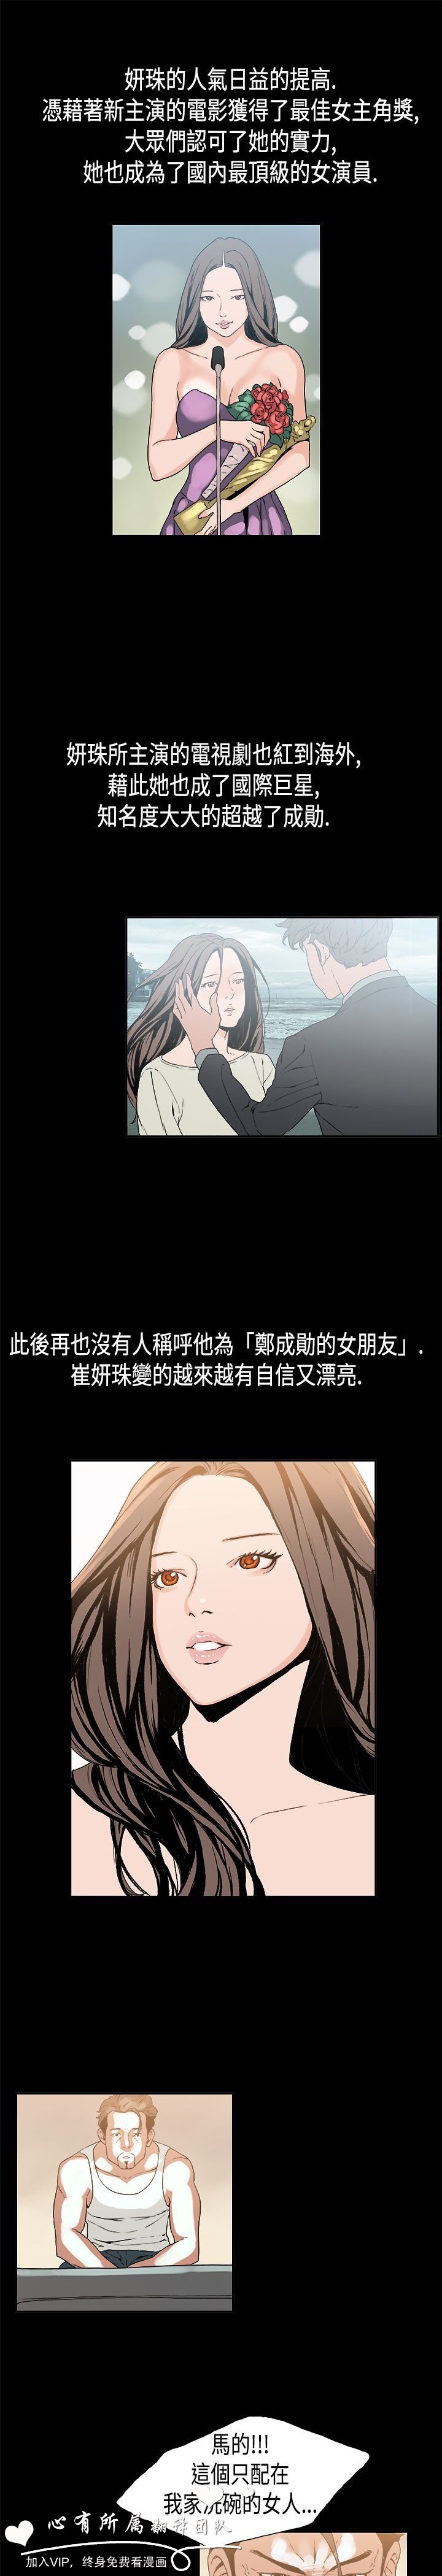 妍珠的人氣日益的提高.
憑藉著新主演的電影獲得了最佳女主角獎,
大眾們認可了她的實力,
她也成為了國內最頂級的女演員.
妍珠所主演的電視劇也紅到海外,
藉此她也成了國際巨星,
知名度大大的超越了成勛.
此後再也沒有人稱呼他為「鄭成勛的女朋友」.
崔妍珠變的越來越有自信又漂亮.
馬的!!!
這個只配在
我家洗碗的女人...
心有所属翻译团队
加入VIP，终身免费看漫画